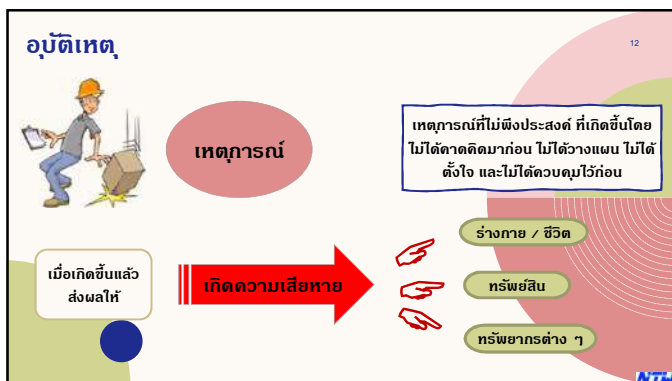 อุบัติเหตุ
12
เหตุการณ์
เหตุการณ์ที่ไม่พึงประสงค์ ที่เกิดขึ้นโดย
ไม่ได้คาดคิดมาก่อน ไม่ได้วางแผน ไม่ได้
ตั้งใจ และไม่ได้ควบคุมไว้ก่อน
เมื่อเกิดขึ้นแล้ว
ส่งผลให้
เกิดความเสียหาย
ร่างกาย / ชีวิต
ทรัพย์สิน
ทรัพยากรต่าง ๆ